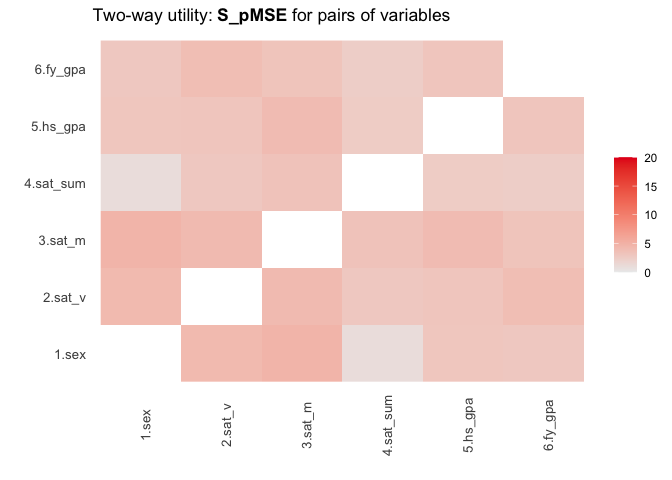 Two-way utility: S_pMSE for pairs of variables
6.fy_gpa
5.hs_gpa
4.sat_sum
3.sat_m
2.sat_v
1.sex
1.sex
2.sat_v
3.sat_m
4.sat_sum
5.hs_gpa
6.fy_gpa
20
15
10
5
0